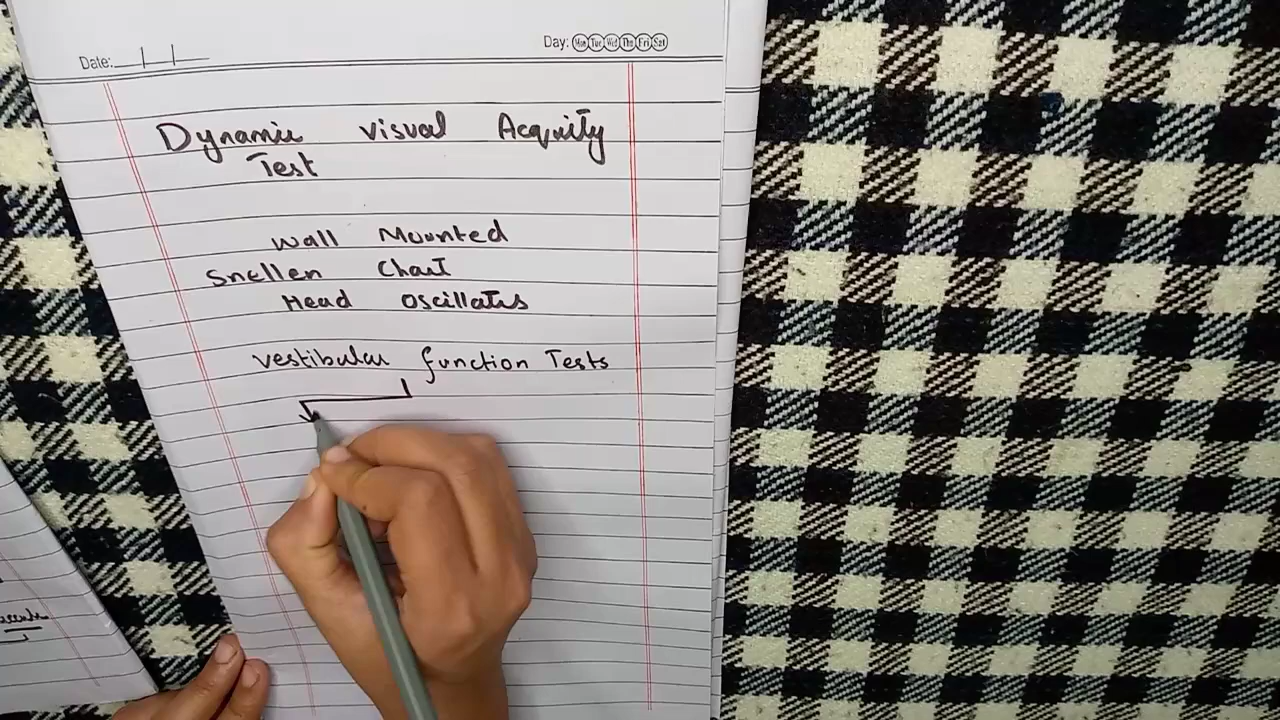 Day: Mon Tue Wed Thu Fri Sat
Date:
Dynamic visual Acquity
Test
wall Mounted
Snellen Chart
Head Oscillates
vestibular function Tests